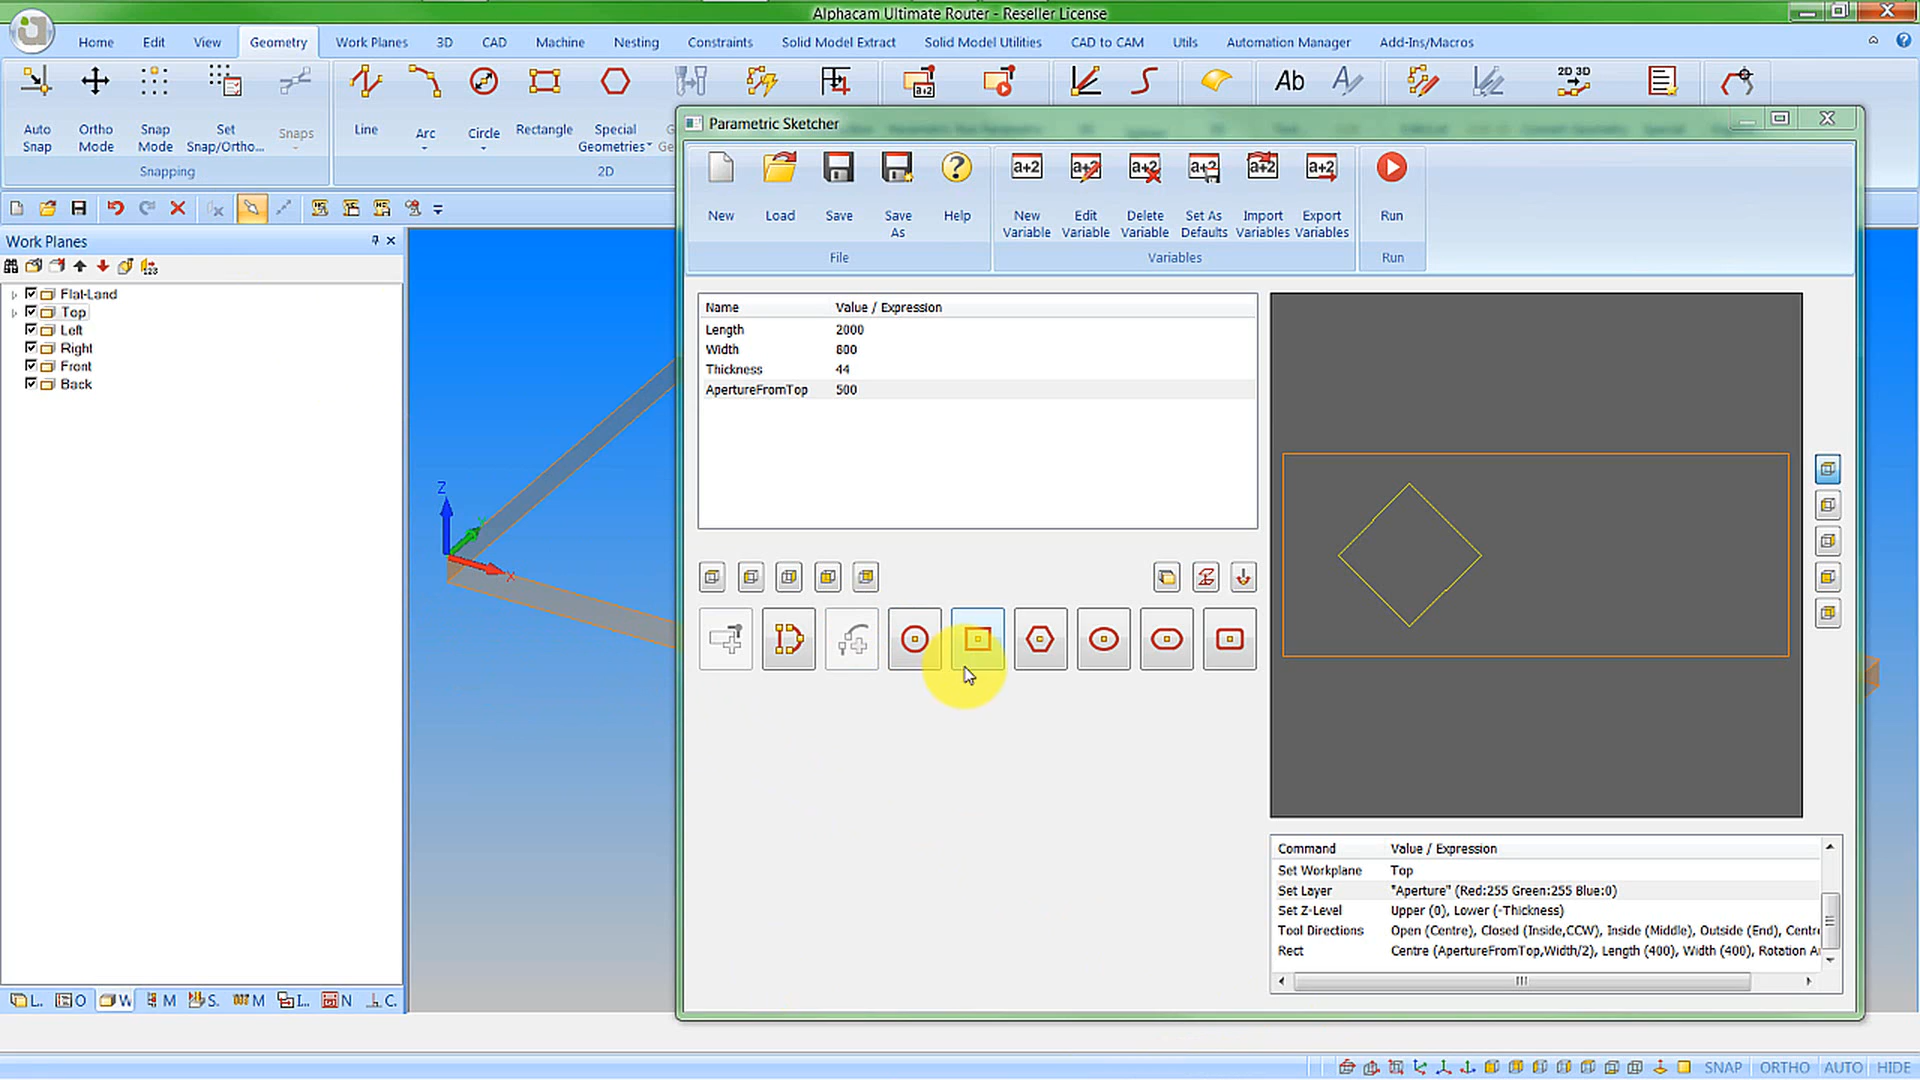 Alphacam Ultimate Router - Reseller License
Home Edit View Geometry Work Planes 3D CAD Machine Nesting Constraints Solid Model Extract Solid Model Utilities CAD to CAM Utils Automation Manager Add-Ins/Macros
Auto Snap
Ortho Mode
Snap Mode
Set Snap/Ortho...
Snaps
Line
Arc
Circle
Rectangle
Special Geometries
Ab
2D 3D
Snapping
2D
Work Planes
Flat-Land
Top
Left
Right
Front
Back
L.. O W M S. M I... N C.
Z
X
Parametric Sketcher
New
Load
Save
Save As
Help
File
a+2 a+2 a+2 a+2 a+2 a+2
New Variable
Edit Variable
Delete Variable
Set As Defaults
Import Variables
Export Variables
Variables
Run
Run
Name Value / Expression
Length 2000
Width 800
Thickness 44
ApertureFromTop 500
Command Value / Expression
Set Workplane Top
Set Layer "Aperture" (Red:255 Green:255 Blue:0)
Set Z-Level Upper (0), Lower (-Thickness)
Tool Directions Open (Centre), Closed (Inside,CCW), Inside (Middle), Outside (End), Centr
Rect Centre (ApertureFromTop,Width/2), Length (400), Width (400), Rotation A
SNAP ORTHO AUTO HIDE